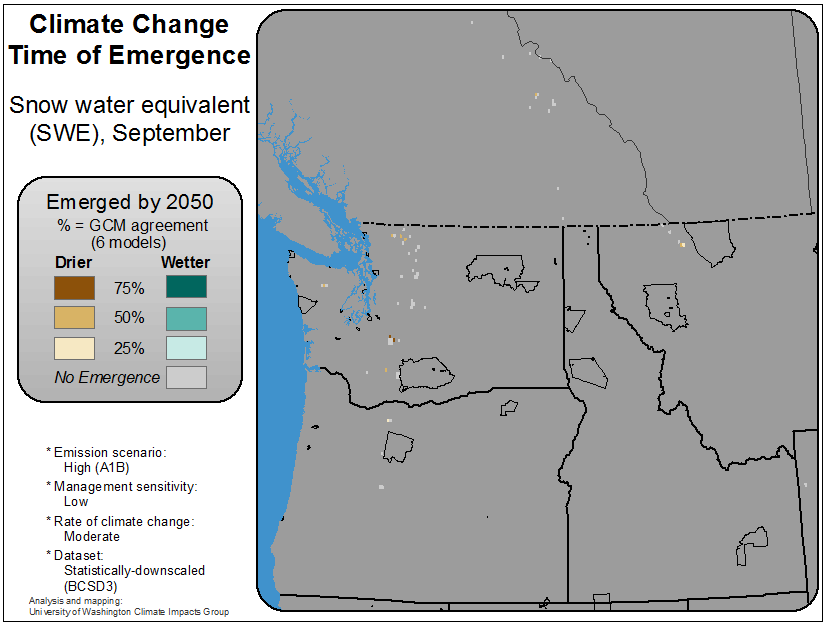 Climate Change
Time of Emergence
Snow water equivalent
(SWE), September
Emerged by 2050
% = GCM agreement
(6 models)
Drier Wetter
75%
50%
25%
No Emergence
* Emission scenario:
High (A1B)
* Management sensitivity:
Low
* Rate of climate change:
Moderate
* Dataset:
Statistically-downscaled
(BCSD3)
Analysis and mapping:
University of Washington Climate Impacts Group